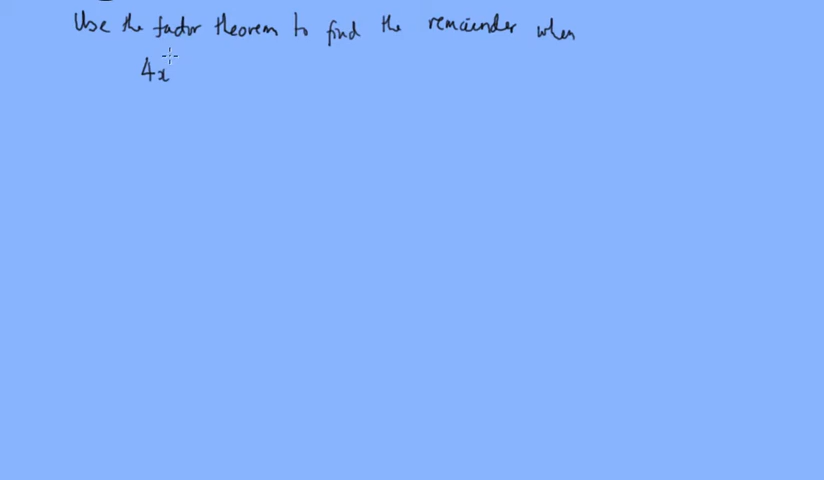 Use the factor theorem to find the remainder when
4x